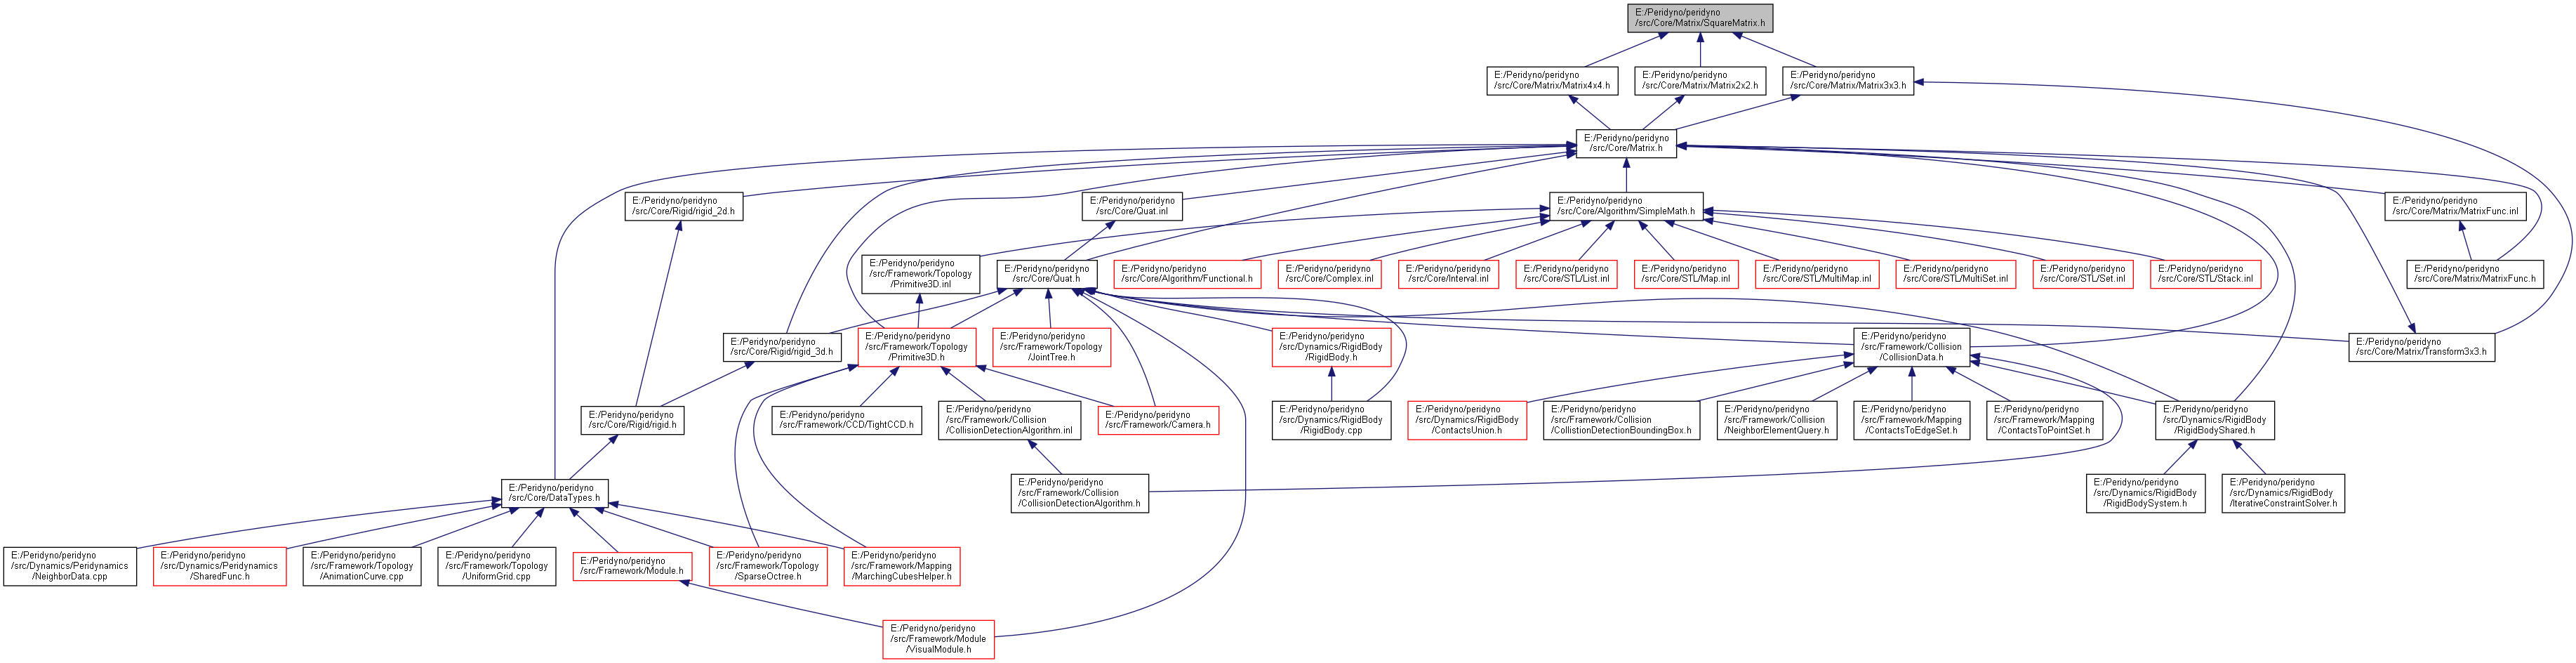 E:/Peridyno/peridyno
/src/Core/Matrix/SquareMatrix.h
E:/Peridyno/peridyno
/src/Core/Matrix/Matrix4x4.h
E:/Peridyno/peridyno
/src/Core/Matrix/Matrix2x2.h
E:/Peridyno/peridyno
/src/Core/Matrix/Matrix3x3.h
E:/Peridyno/peridyno
/src/Core/Matrix.h
E:/Peridyno/peridyno
/src/Core/Rigid/rigid_2d.h
E:/Peridyno/peridyno
/src/Core/Quat.inl
E:/Peridyno/peridyno
/src/Core/Algorithm/SimpleMath.h
E:/Peridyno/peridyno
/src/Core/Matrix/MatrixFunc.inl
E:/Peridyno/peridyno
/src/Framework/Topology
/Primitive3D.inl
E:/Peridyno/peridyno
/src/Core/Quat.h
E:/Peridyno/peridyno
/src/Core/Algorithm/Functional.h
E:/Peridyno/peridyno
/src/Core/Complex.inl
E:/Peridyno/peridyno
/src/Core/Interval.inl
E:/Peridyno/peridyno
/src/Core/STL/List.inl
E:/Peridyno/peridyno
/src/Core/STL/Map.inl
E:/Peridyno/peridyno
/src/Core/STL/MultiMap.inl
E:/Peridyno/peridyno
/src/Core/STL/MultiSet.inl
E:/Peridyno/peridyno
/src/Core/STL/Set.inl
E:/Peridyno/peridyno
/src/Core/STL/Stack.inl
E:/Peridyno/peridyno
/src/Core/Matrix/MatrixFunc.h
E:/Peridyno/peridyno
/src/Core/Rigid/rigid_3d.h
E:/Peridyno/peridyno
/src/Framework/Topology
/Primitive3D.h
E:/Peridyno/peridyno
/src/Framework/Topology
/JointTree.h
E:/Peridyno/peridyno
/src/Dynamics/RigidBody
/RigidBody.h
E:/Peridyno/peridyno
/src/Framework/Collision
/CollisionData.h
E:/Peridyno/peridyno
/src/Core/Matrix/Transform3x3.h
E:/Peridyno/peridyno
/src/Core/Rigid/rigid.h
E:/Peridyno/peridyno
/src/Framework/CCD/TightCCD.h
E:/Peridyno/peridyno
/src/Framework/Collision
/CollisionDetectionAlgorithm.inl
E:/Peridyno/peridyno
/src/Framework/Camera.h
E:/Peridyno/peridyno
/src/Dynamics/RigidBody
/RigidBody.cpp
E:/Peridyno/peridyno
/src/Dynamics/RigidBody
/ContactsUnion.h
E:/Peridyno/peridyno
/src/Framework/Collision
/CollistionDetectionBoundingBox.h
E:/Peridyno/peridyno
/src/Framework/Collision
/NeighborElementQuery.h
E:/Peridyno/peridyno
/src/Framework/Mapping
/ContactsToEdgeSet.h
E:/Peridyno/peridyno
/src/Framework/Mapping
/ContactsToPointSet.h
E:/Peridyno/peridyno
/src/Dynamics/RigidBody
/RigidBodyShared.h
E:/Peridyno/peridyno
/src/Core/DataTypes.h
E:/Peridyno/peridyno
/src/Framework/Collision
/CollisionDetectionAlgorithm.h
E:/Peridyno/peridyno
/src/Dynamics/RigidBody
/RigidBodySystem.h
E:/Peridyno/peridyno
/src/Dynamics/RigidBody
/IterativeConstraintSolver.h
E:/Peridyno/peridyno
/src/Dynamics/Peridynamics
/NeighborData.cpp
E:/Peridyno/peridyno
/src/Dynamics/Peridynamics
/SharedFunc.h
E:/Peridyno/peridyno
/src/Framework/Topology
/AnimationCurve.cpp
E:/Peridyno/peridyno
/src/Framework/Topology
/UniformGrid.cpp
E:/Peridyno/peridyno
/src/Framework/Module.h
E:/Peridyno/peridyno
/src/Framework/Topology
/SparseOctree.h
E:/Peridyno/peridyno
/src/Framework/Mapping
/MarchingCubesHelper.h
E:/Peridyno/peridyno
/src/Framework/Module
/VisualModule.h